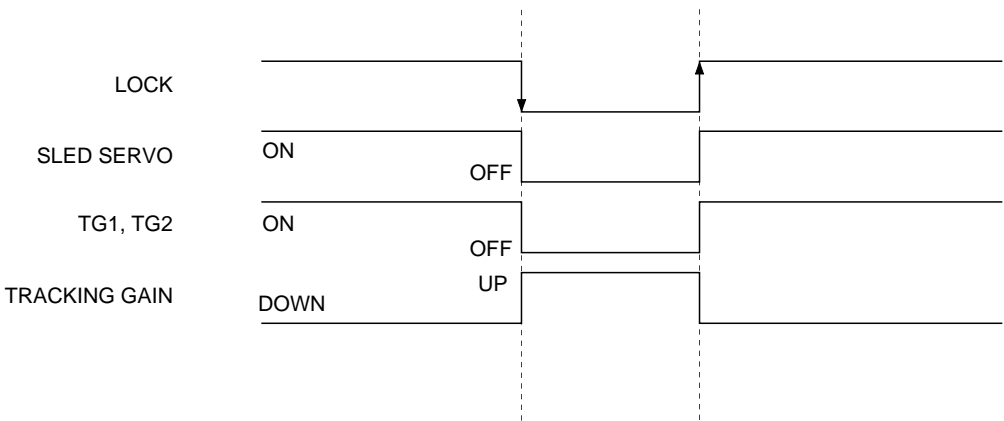 LOCK
SLED SERVO
ON
OFF
TG1, TG2
ON
OFF
TRACKING GAIN
DOWN
UP